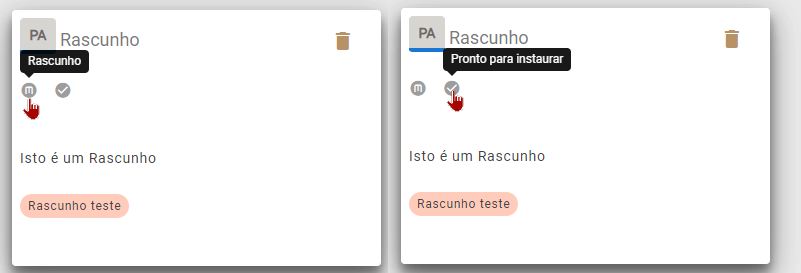 PA Rascunho
Rascunho
m
Isto é um Rascunho
Rascunho teste
PA Rascunho
Pronto para instaurar
m
Isto é um Rascunho
Rascunho teste